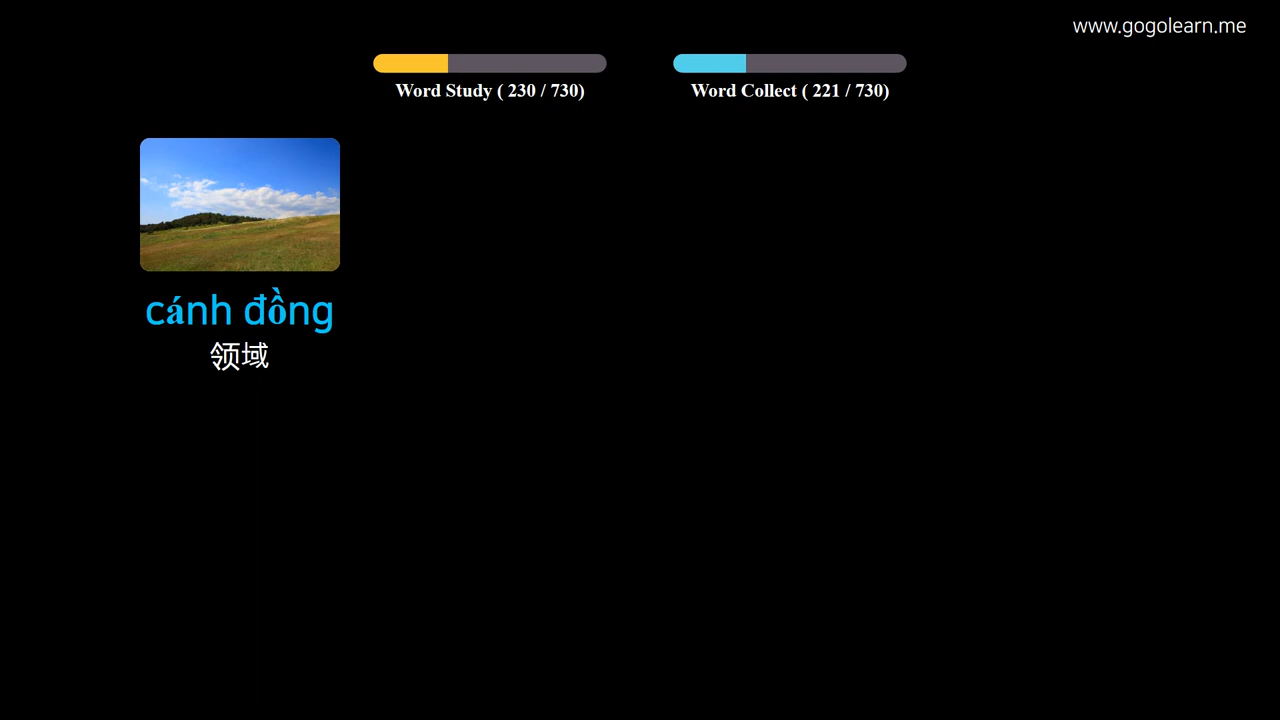 www.gogolearn.me
Word Study ( 230 / 730)
Word Collect ( 221 / 730)
cánh đồng
领域